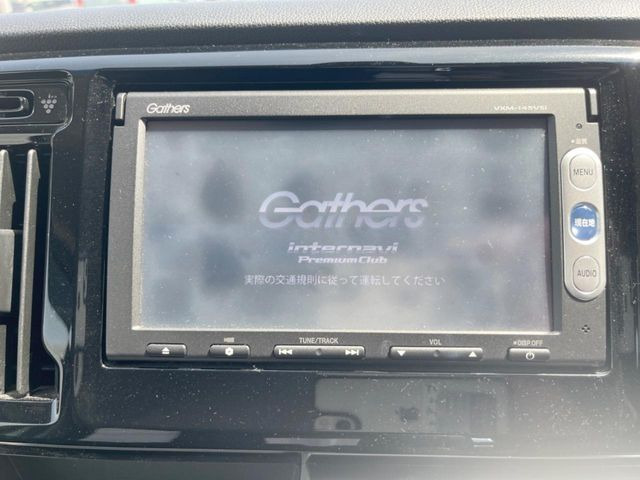 Gathers
VXM-145VSi
Gathers
internavi
Premium Club
実際の交通規則に従って運転してください
MENU
現在地
AUDIO
TUNE/TRACK
VOL
DISP.OFF